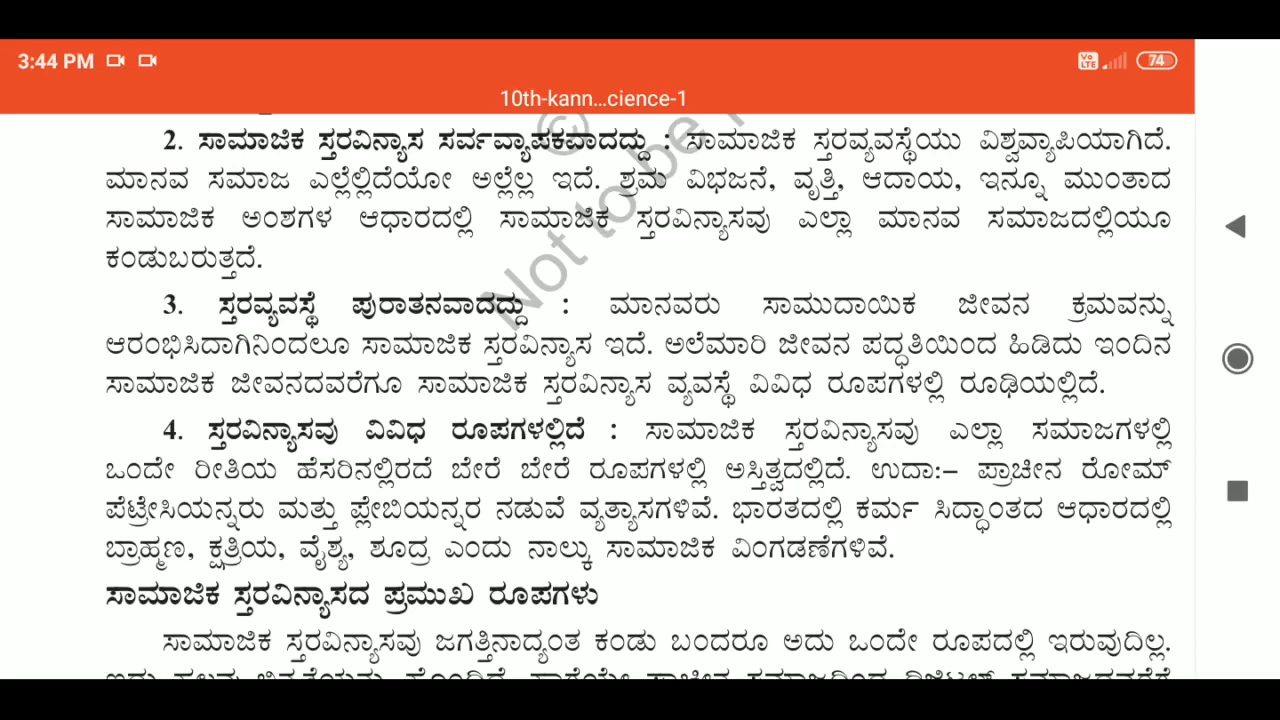 3:44 PM
Vo LTE 74
10th-kann...cience-1
2. ಸಾಮಾಜಿಕ ಸ್ತರವಿನ್ಯಾಸ ಸರ್ವವ್ಯಾಪಕವಾದದ್ದು : ಸಾಮಾಜಿಕ ಸ್ತರವ್ಯವಸ್ಥೆಯು ವಿಶ್ವವ್ಯಾಪಿಯಾಗಿದೆ.
ಮಾನವ ಸಮಾಜ ಎಲ್ಲೆಲ್ಲಿದೆಯೋ ಅಲ್ಲೆಲ್ಲ ಇದೆ. ಶ್ರಮ ವಿಭಜನೆ, ವೃತ್ತಿ, ಆದಾಯ, ಇನ್ನೂ ಮುಂತಾದ
ಸಾಮಾಜಿಕ ಅಂಶಗಳ ಆಧಾರದಲ್ಲಿ ಸಾಮಾಜಿಕ ಸ್ತರವಿನ್ಯಾಸವು ಎಲ್ಲಾ ಮಾನವ ಸಮಾಜದಲ್ಲಿಯೂ
ಕಂಡುಬರುತ್ತದೆ.
© Not to be
3. ಸ್ತರವ್ಯವಸ್ಥೆ ಪುರಾತನವಾದದ್ದು : ಮಾನವರು ಸಾಮುದಾಯಿಕ ಜೀವನ ಕ್ರಮವನ್ನು
ಆರಂಭಿಸಿದಾಗಿನಿಂದಲೂ ಸಾಮಾಜಿಕ ಸ್ತರವಿನ್ಯಾಸ ಇದೆ. ಅಲೆಮಾರಿ ಜೀವನ ಪದ್ಧತಿಯಿಂದ ಹಿಡಿದು ಇಂದಿನ
ಸಾಮಾಜಿಕ ಜೀವನದವರೆಗೂ ಸಾಮಾಜಿಕ ಸ್ತರವಿನ್ಯಾಸ ವ್ಯವಸ್ಥೆ ವಿವಿಧ ರೂಪಗಳಲ್ಲಿ ರೂಢಿಯಲ್ಲಿದೆ.
4. ಸ್ತರವಿನ್ಯಾಸವು ವಿವಿಧ ರೂಪಗಳಲ್ಲಿದೆ : ಸಾಮಾಜಿಕ ಸ್ತರವಿನ್ಯಾಸವು ಎಲ್ಲಾ ಸಮಾಜಗಳಲ್ಲಿ
ಒಂದೇ ರೀತಿಯ ಹೆಸರಿನಲ್ಲಿರದೆ ಬೇರೆ ಬೇರೆ ರೂಪಗಳಲ್ಲಿ ಅಸ್ತಿತ್ವದಲ್ಲಿದೆ. ಉದಾ:– ಪ್ರಾಚೀನ ರೋಮ್
ಪೆಟ್ರೇಸಿಯನ್ನರು ಮತ್ತು ಪ್ಲೇಬಿಯನ್ನರ ನಡುವೆ ವ್ಯತ್ಯಾಸಗಳಿವೆ. ಭಾರತದಲ್ಲಿ ಕರ್ಮ ಸಿದ್ಧಾಂತದ ಆಧಾರದಲ್ಲಿ
ಬ್ರಾಹ್ಮಣ, ಕ್ಷತ್ರಿಯ, ವೈಶ್ಯ, ಶೂದ್ರ ಎಂದು ನಾಲ್ಕು ಸಾಮಾಜಿಕ ವಿಂಗಡಣೆಗಳಿವೆ.
ಸಾಮಾಜಿಕ ಸ್ತರವಿನ್ಯಾಸದ ಪ್ರಮುಖ ರೂಪಗಳು
ಸಾಮಾಜಿಕ ಸ್ತರವಿನ್ಯಾಸವು ಜಗತ್ತಿನಾದ್ಯಂತ ಕಂಡು ಬಂದರೂ ಅದು ಒಂದೇ ರೂಪದಲ್ಲಿ ಇರುವುದಿಲ್ಲ.